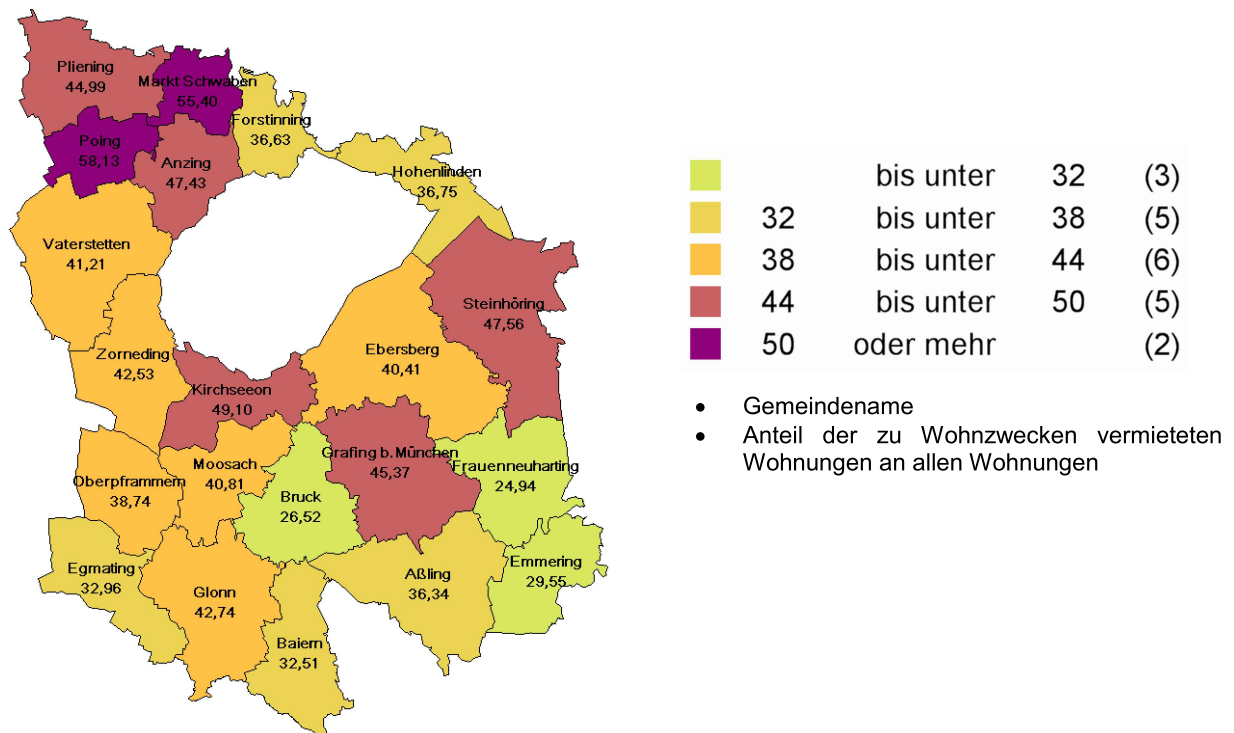 Pliening
44,99
Markt Schwaben
55,40
Forstinning
36,63
Poing
58,13
Anzing
47,43
Hohenlinden
36,75
Vaterstetten
41,21
Steinhöring
47,56
Zorneding
42,53
Ebersberg
40,41
Kirchseeon
49,10
Grafing b. München
45,37
Moosach
40,81
Frauenneuharting
24,94
Oberpframmern
38,74
Bruck
26,52
Egmating
32,96
Aßling
36,34
Emmering
29,55
Glonn
42,74
Baiern
32,51
bis unter 32 (3)
32 bis unter 38 (5)
38 bis unter 44 (6)
44 bis unter 50 (5)
50 oder mehr (2)
• Gemeindename
• Anteil der zu Wohnzwecken vermieteten
Wohnungen an allen Wohnungen